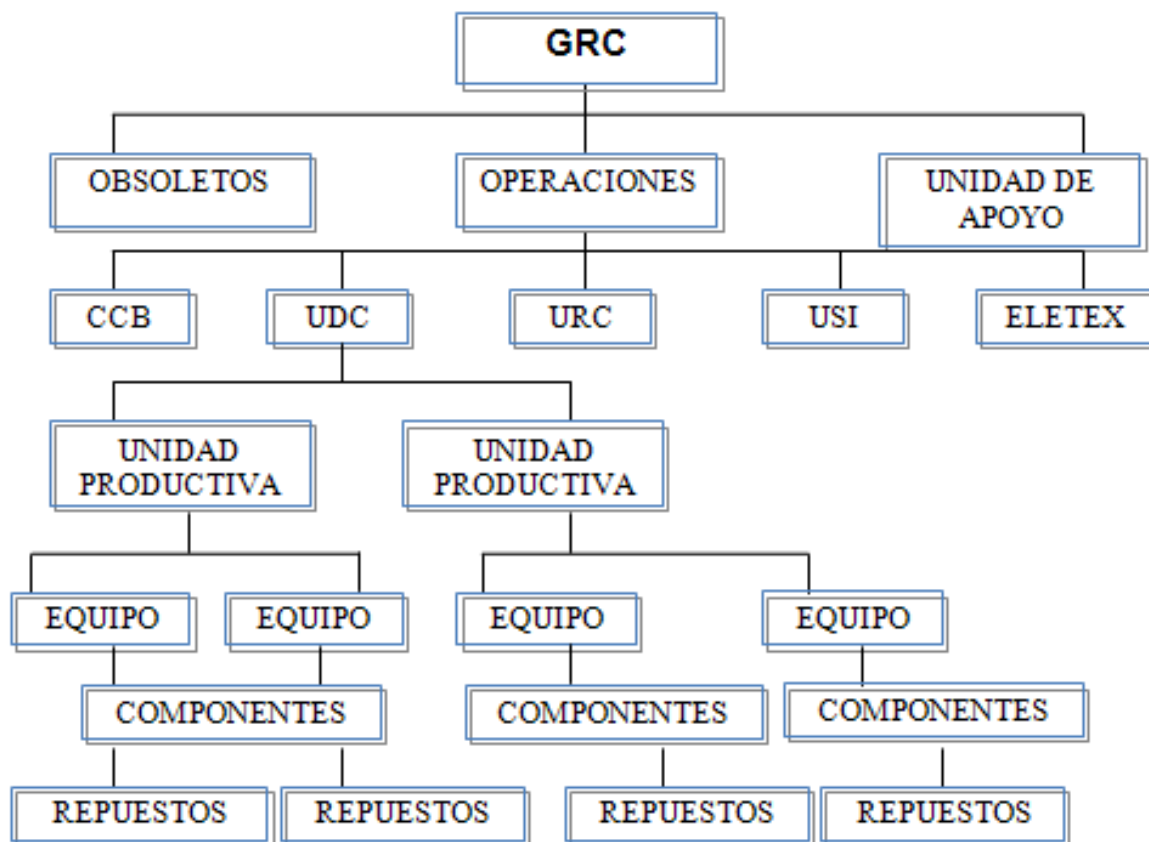 GRC
OBSOLETOS
OPERACIONES
UNIDAD DE
APOYO
CCB
UDC
URC
USI
ELETEX
UNIDAD
PRODUCTIVA
UNIDAD
PRODUCTIVA
EQUIPO
EQUIPO
EQUIPO
EQUIPO
COMPONENTES
COMPONENTES
COMPONENTES
REPUESTOS
REPUESTOS
REPUESTOS
REPUESTOS